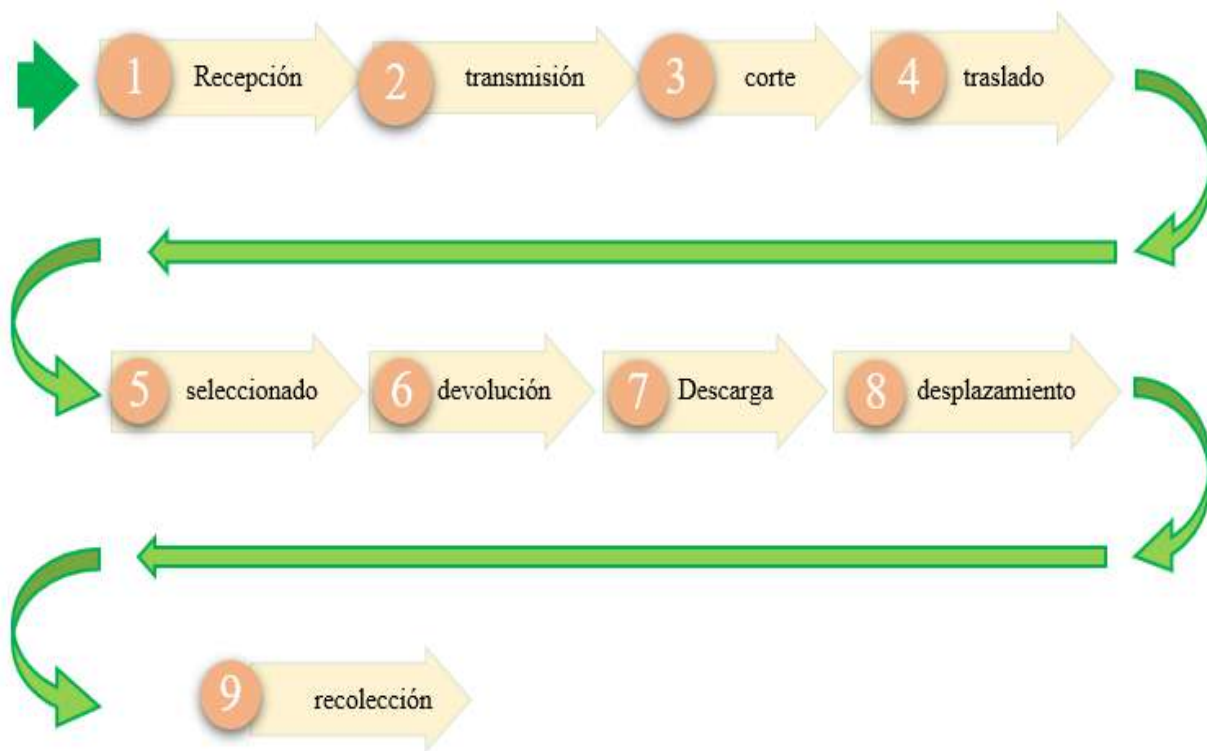 1 Recepción 2 transmisión 3 corte 4 traslado
5 seleccionado 6 devolución 7 Descarga 8 desplazamiento
9 recolección